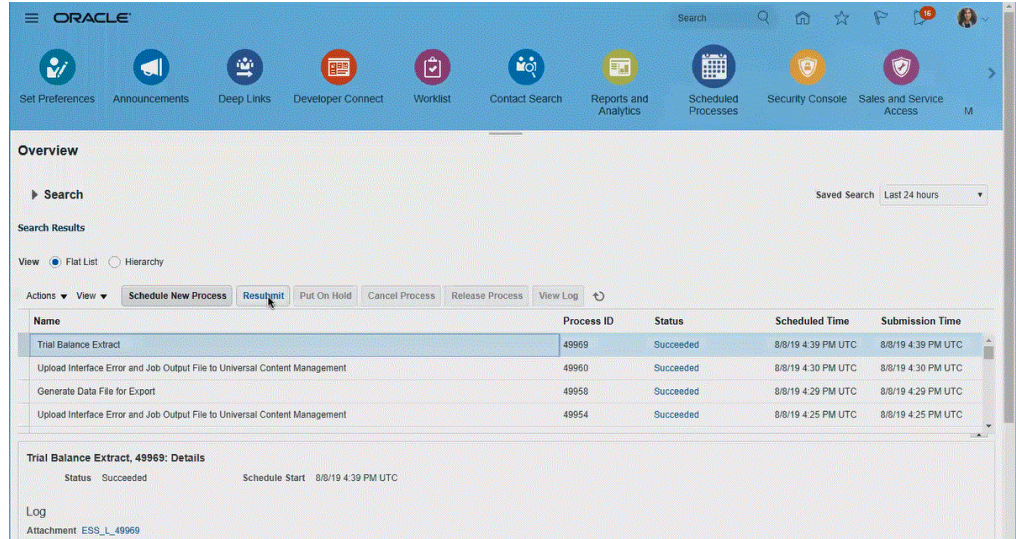 ORACLE
Search
16
Set Preferences
Announcements
Deep Links
Developer Connect
Worklist
Contact Search
Reports and Analytics
Scheduled Processes
Security Console
Sales and Service Access
M
Overview
Search
Saved Search Last 24 hours
Search Results
View Flat List Hierarchy
Actions View Schedule New Process Resubmit Put On Hold Cancel Process Release Process View Log
Name Process ID Status Scheduled Time Submission Time
Trial Balance Extract 49969 Succeeded 8/8/19 4:39 PM UTC 8/8/19 4:39 PM UTC
Upload Interface Error and Job Output File to Universal Content Management 49960 Succeeded 8/8/19 4:30 PM UTC 8/8/19 4:30 PM UTC
Generate Data File for Export 49958 Succeeded 8/8/19 4:29 PM UTC 8/8/19 4:29 PM UTC
Upload Interface Error and Job Output File to Universal Content Management 49954 Succeeded 8/8/19 4:25 PM UTC 8/8/19 4:25 PM UTC
Trial Balance Extract, 49969: Details
Status Succeeded Schedule Start 8/8/19 4:39 PM UTC
Log
Attachment ESS_L_49969